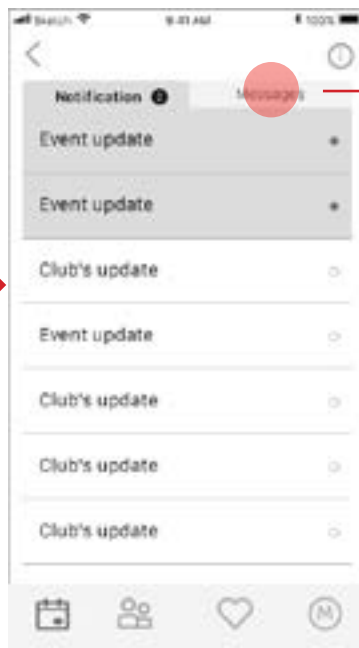 Sketch 9:41 AM 100%
Notification Messages
Event update
Event update
Club's update
Event update
Club's update
Club's update
Club's update
M